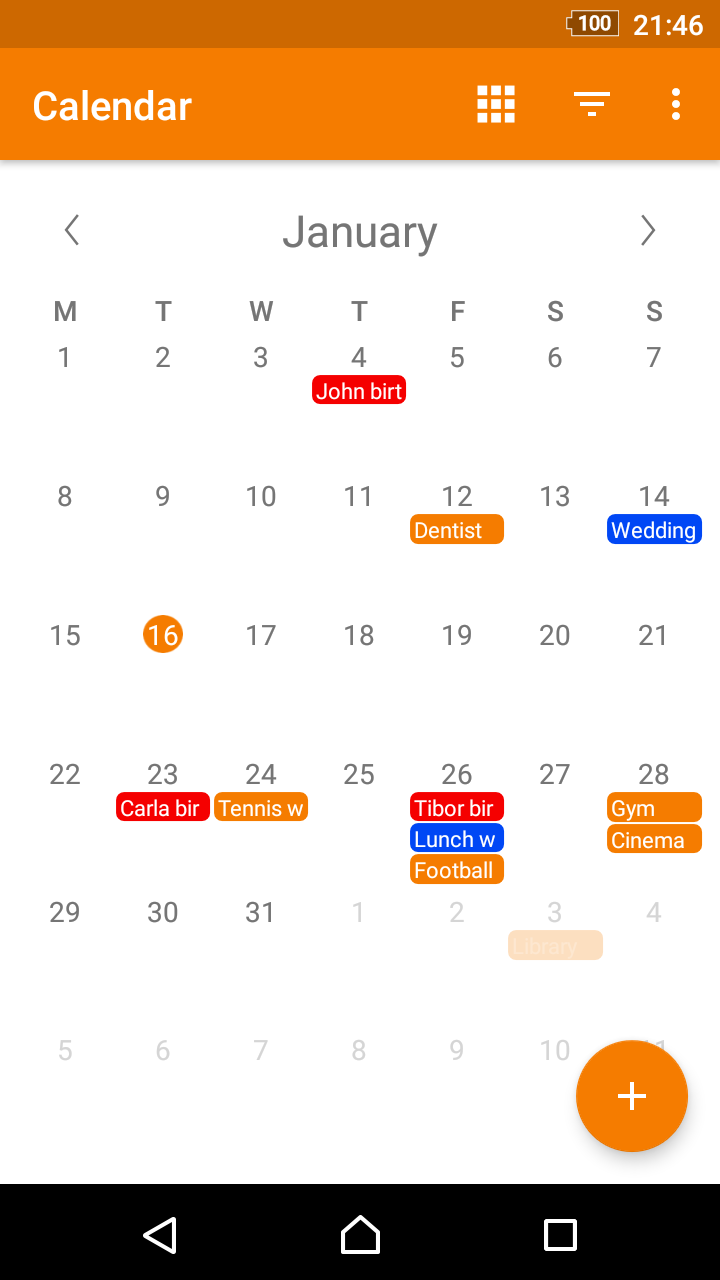 100 21:46
Calendar
January
M T W T F S S
1 2 3 4 5 6 7
John birt
8 9 10 11 12 13 14
Dentist Wedding
15 16 17 18 19 20 21
22 23 24 25 26 27 28
Carla bir Tennis w Tibor bir Gym
Lunch w Cinema
Football
29 30 31 1 2 3 4
Library
5 6 7 8 9 10 11